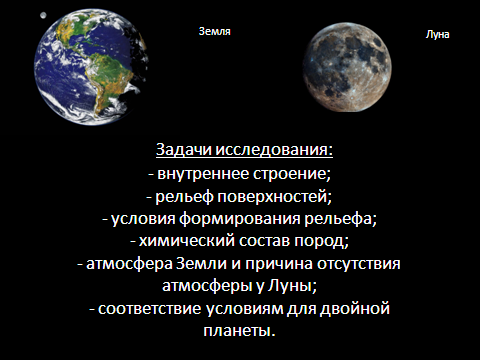 Земля
Луна
Задачи исследования:
- внутреннее строение;
- рельеф поверхностей;
- условия формирования рельефа;
- химический состав пород;
- атмосфера Земли и причина отсутствия
атмосферы у Луны;
- соответствие условиям для двойной
планеты.